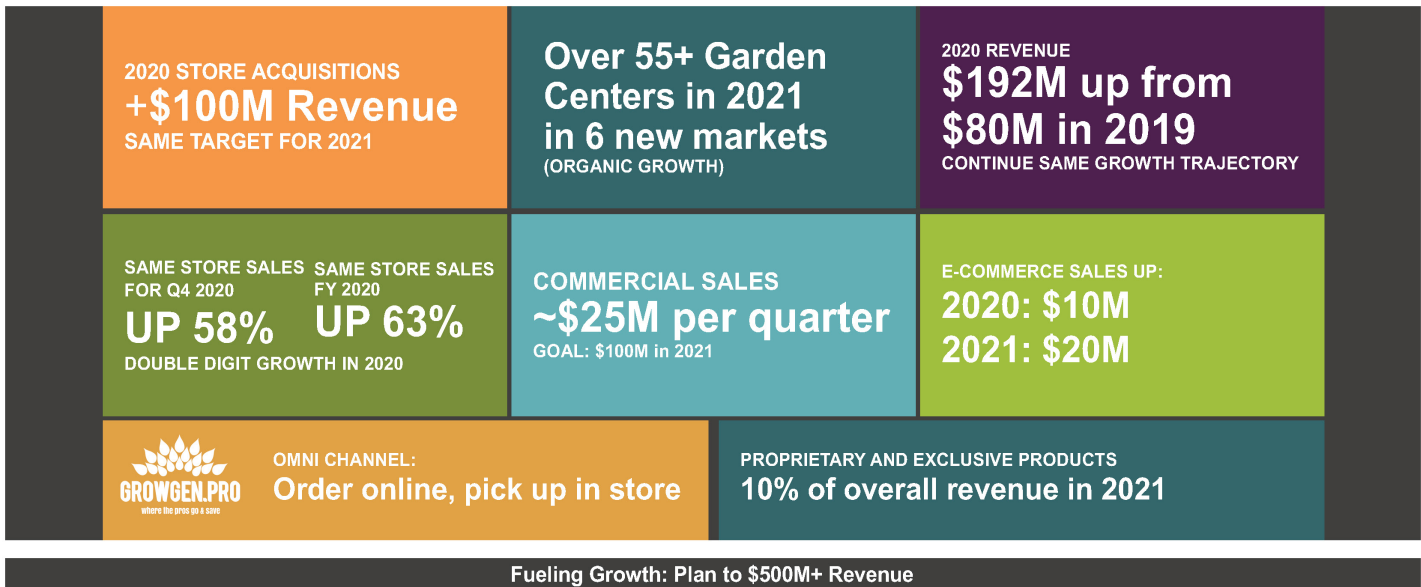 2020 STORE ACQUISITIONS
+$100M Revenue
SAME TARGET FOR 2021
Over 55+ Garden
Centers in 2021
in 6 new markets
(ORGANIC GROWTH)
2020 REVENUE
$192M up from
$80M in 2019
CONTINUE SAME GROWTH TRAJECTORY
SAME STORE SALES
FOR Q4 2020
UP 58%
SAME STORE SALES
FY 2020
UP 63%
DOUBLE DIGIT GROWTH IN 2020
COMMERCIAL SALES
~$25M per quarter
GOAL: $100M in 2021
E-COMMERCE SALES UP:
2020: $10M
2021: $20M
GROWGEN.PRO
where the pros go & save
OMNI CHANNEL:
Order online, pick up in store
PROPRIETARY AND EXCLUSIVE PRODUCTS
10% of overall revenue in 2021
Fueling Growth: Plan to $500M+ Revenue